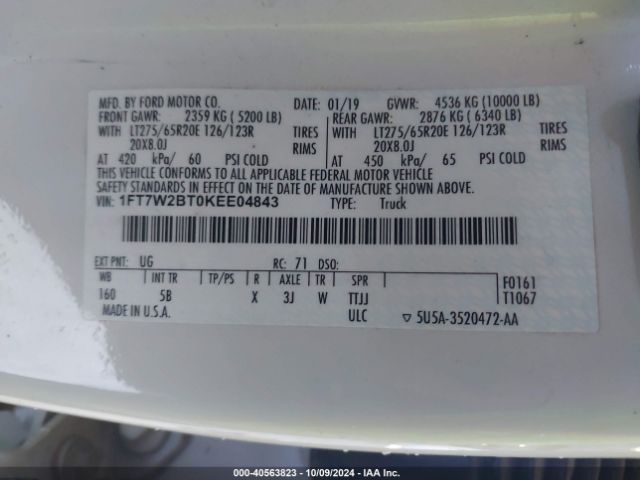 MFD. BY FORD MOTOR CO. DATE: 01/19 GVWR: 4536 KG (10000 LB)
FRONT GAWR: 2359 KG (5200 LB) REAR GAWR: 2876 KG (6340 LB)
WITH LT275/65R20E 126/123R TIRES WITH LT275/65R20E 126/123R TIRES
20X8.0J RIMS 20X8.0J RIMS
AT 420 kPa/ 60 PSI COLD AT 450 kPa/ 65 PSI COLD
THIS VEHICLE CONFORMS TO ALL APPLICABLE FEDERAL MOTOR VEHICLE
SAFETY STANDARDS IN EFFECT ON THE DATE OF MANUFACTURE SHOWN ABOVE.
VIN: 1FT7W2BT0KEE04843 TYPE: Truck
EXT PNT: UG RC: 71 DSO:
WB INT TR TP/PS R AXLE TR SPR F0161
160 5B X 3J W TTJJ T1067
MADE IN U.S.A. ULC ▽ 5U5A-3520472-AA
000-40563823 - 10/09/2024 - IAA Inc.